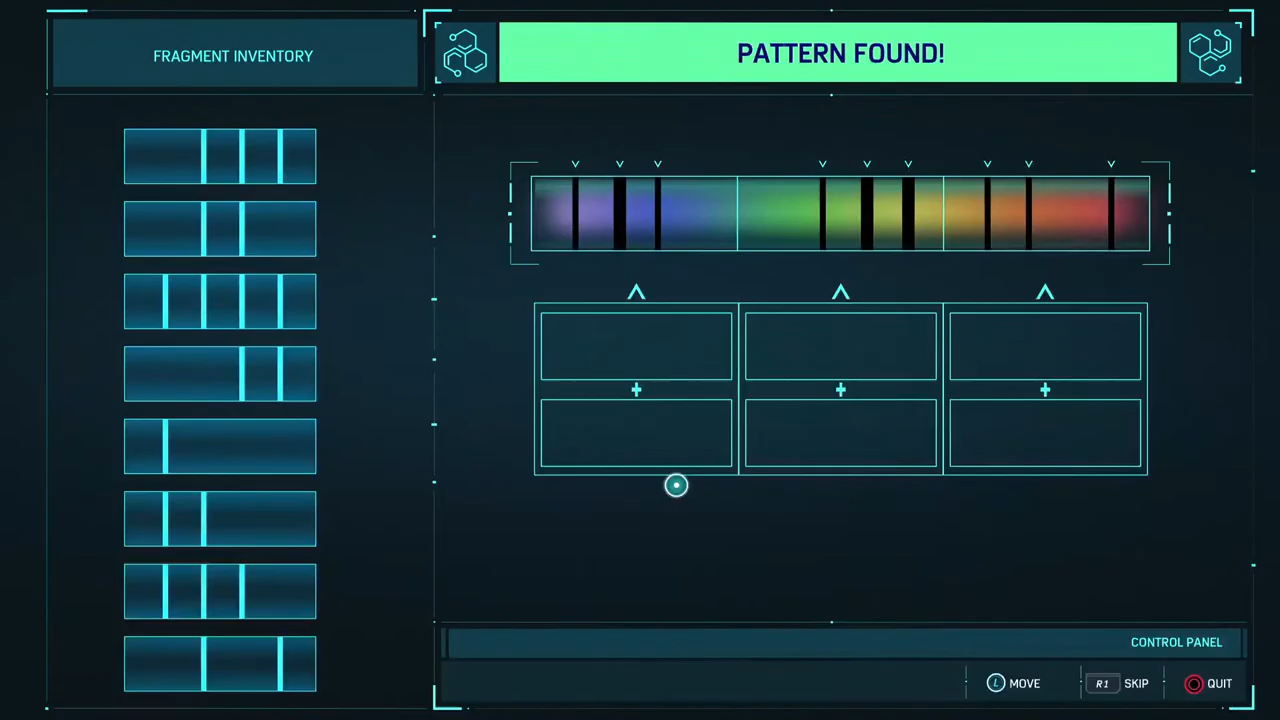 FRAGMENT INVENTORY
PATTERN FOUND!
CONTROL PANEL
L MOVE
R1 SKIP
QUIT